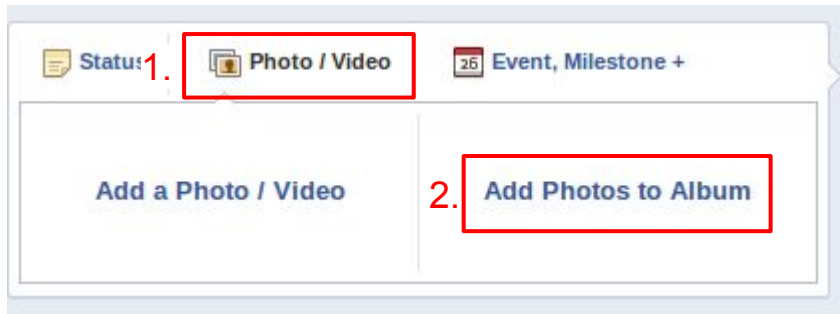 Status 1. Photo / Video 26 Event, Milestone +
Add a Photo / Video 2. Add Photos to Album